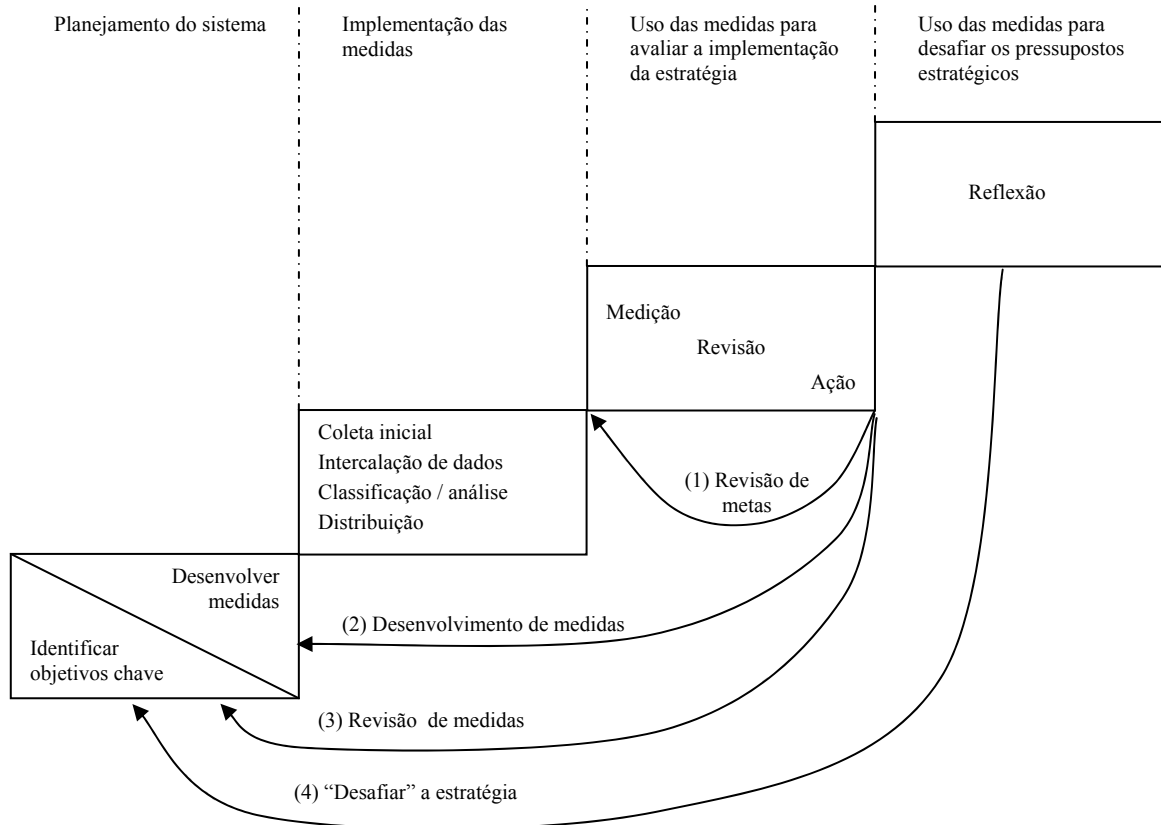 Planejamento do sistema
Implementação das
medidas
Uso das medidas para
avaliar a implementação
da estratégia
Uso das medidas para
desafiar os pressupostos
estratégicos
Reflexão
Medição
Revisão
Ação
Coleta inicial
Intercalação de dados
Classificação / análise
Distribuição
(1) Revisão de
metas
Desenvolver
medidas
Identificar
objetivos chave
(2) Desenvolvimento de medidas
(3) Revisão de medidas
(4) “Desafiar” a estratégia